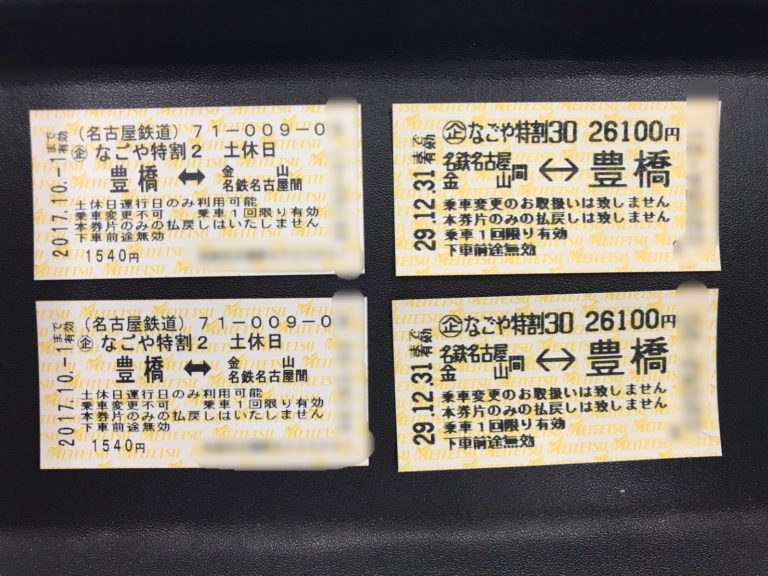 (名古屋鉄道) 71-009-0
㊎ なごや特割2 土休日
豊橋 ↔ 金山
名鉄名古屋間
土休日運行日のみ利用可能
乗車変更不可 乗車1回限り有効
本券片のみの払戻しはいたしません
下車前途無効
1540円
2017.10.-1まで有効
企 なごや特割30 26100円
名鉄名古屋
金山間 ↔ 豊橋
乗車変更のお取扱いは致しません
本券片のみの払戻しは致しません
乗車1回限り有効
下車前途無効
29.12.31まで有効
(名古屋鉄道) 71-009-0
㊎ なごや特割2 土休日
豊橋 ↔ 金山
名鉄名古屋間
土休日運行日のみ利用可能
乗車変更不可 乗車1回限り有効
本券片のみの払戻しはいたしません
下車前途無効
1540円
2017.10.-1まで有効
企 なごや特割30 26100円
名鉄名古屋
金山間 ↔ 豊橋
乗車変更のお取扱い致しません
本券片のみの払戻しは致しません
乗車1回限り有効
下車前途無効
29.12.31まで有効